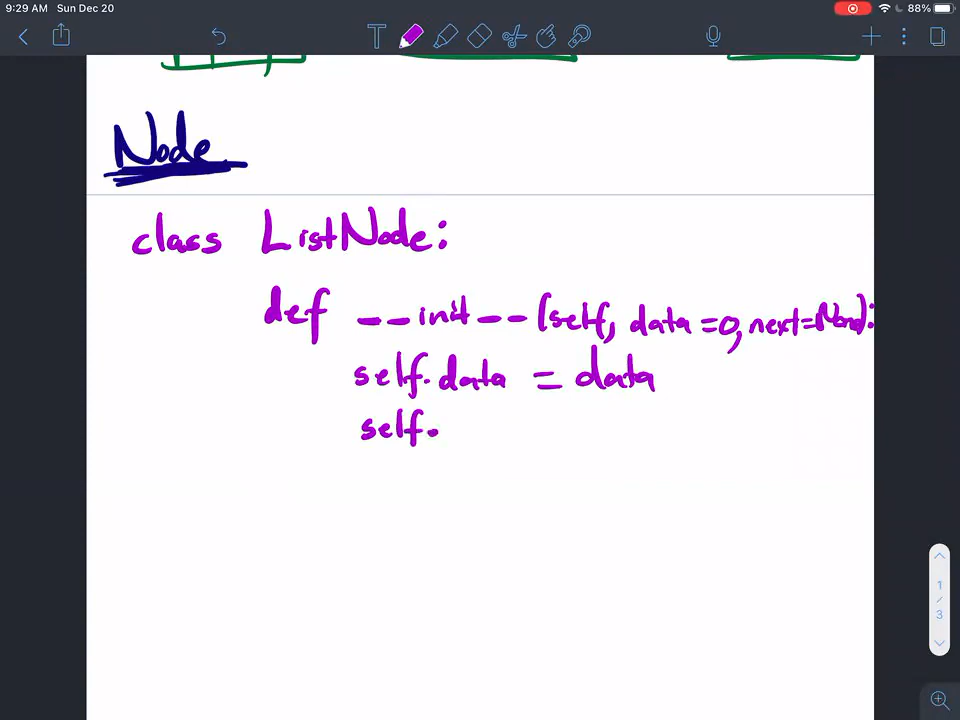 9:29 AM Sun Dec 20
88%
Node
class ListNode:
def __init__(self, data=0, next=None):
self.data = data
self.
1
/
3